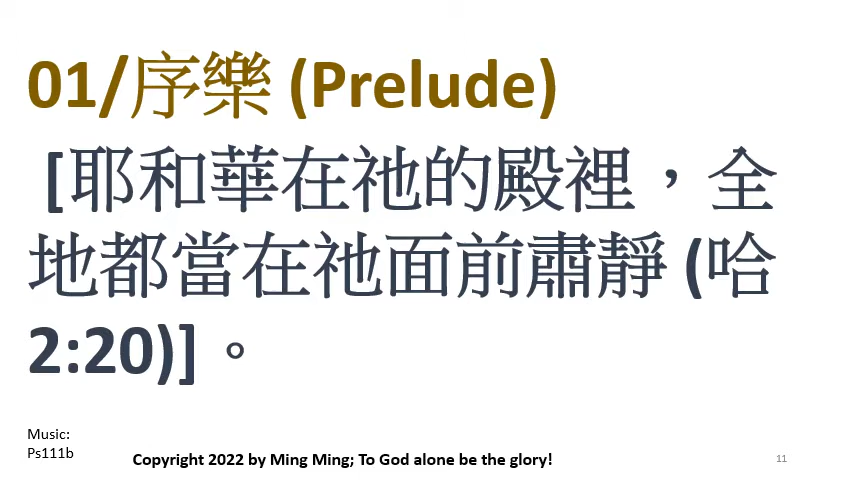 01/序樂 (Prelude)
[耶和華在祂的殿裡，全
地都當在祂面前肅靜 (哈
2:20)]。
Music:
Ps111b
Copyright 2022 by Ming Ming; To God alone be the glory!
11